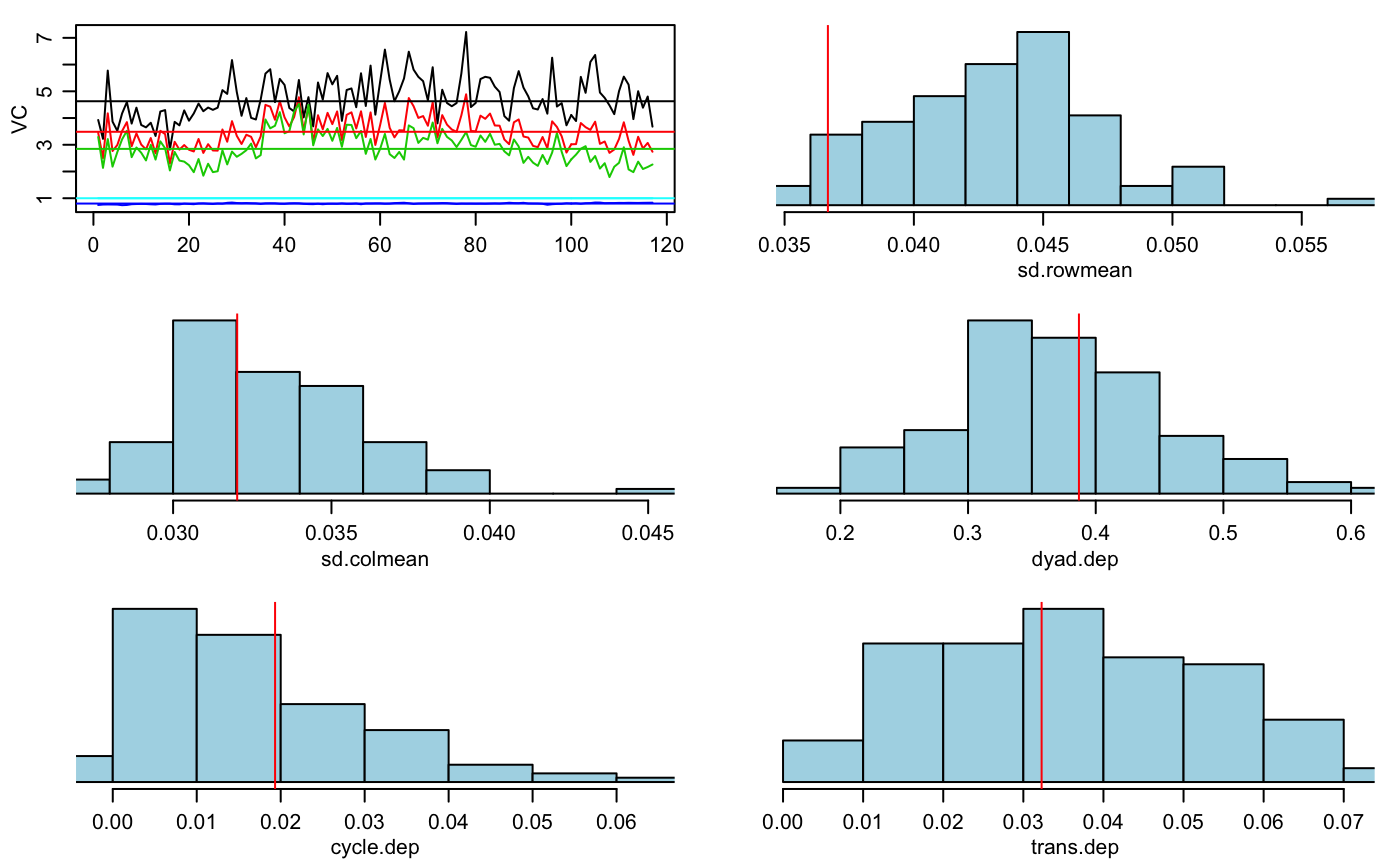 VC
7
5
3
1
0 20 40 60 80 100 120
0.035 0.040 0.045 0.050 0.055
sd.rowmean
0.030 0.035 0.040 0.045
sd.colmean
0.2 0.3 0.4 0.5 0.6
dyad.dep
0.00 0.01 0.02 0.03 0.04 0.05 0.06
cycle.dep
0.00 0.01 0.02 0.03 0.04 0.05 0.06 0.07
trans.dep